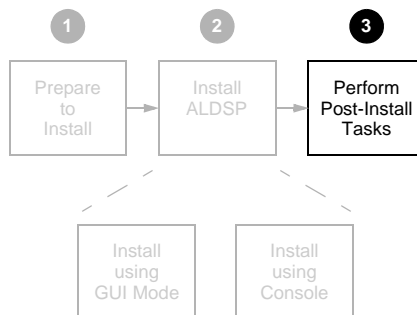 1
2
3
Prepare
to
Install
Install
ALDSP
Perform
Post-Install
Tasks
Install
using
GUI Mode
Install
using
Console